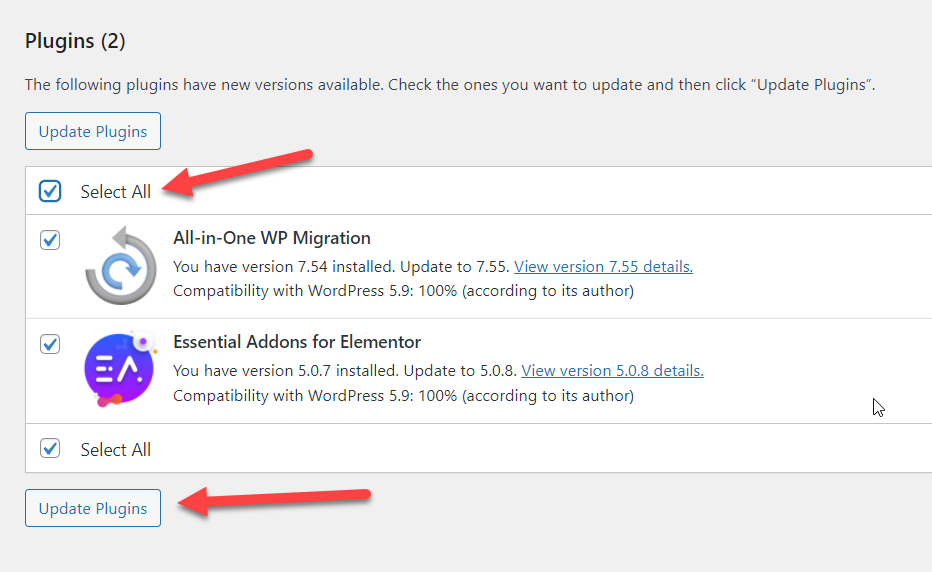 Plugins (2)
The following plugins have new versions available. Check the ones you want to update and then click “Update Plugins”.
Update Plugins
Select All
All-in-One WP Migration
You have version 7.54 installed. Update to 7.55. View version 7.55 details.
Compatibility with WordPress 5.9: 100% (according to its author)
EA
Essential Addons for Elementor
You have version 5.0.7 installed. Update to 5.0.8. View version 5.0.8 details.
Compatibility with WordPress 5.9: 100% (according to its author)
Select All
Update Plugins